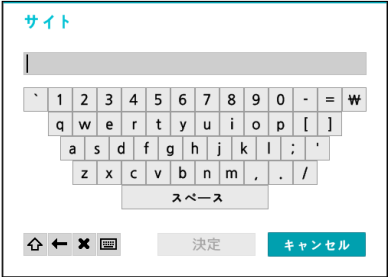 サイト
` 1 2 3 4 5 6 7 8 9 0 - = ₩
q w e r t y u i o p [ ]
a s d f g h j k l ; '
z x c v b n m , . /
スペース
決定 キャンセル